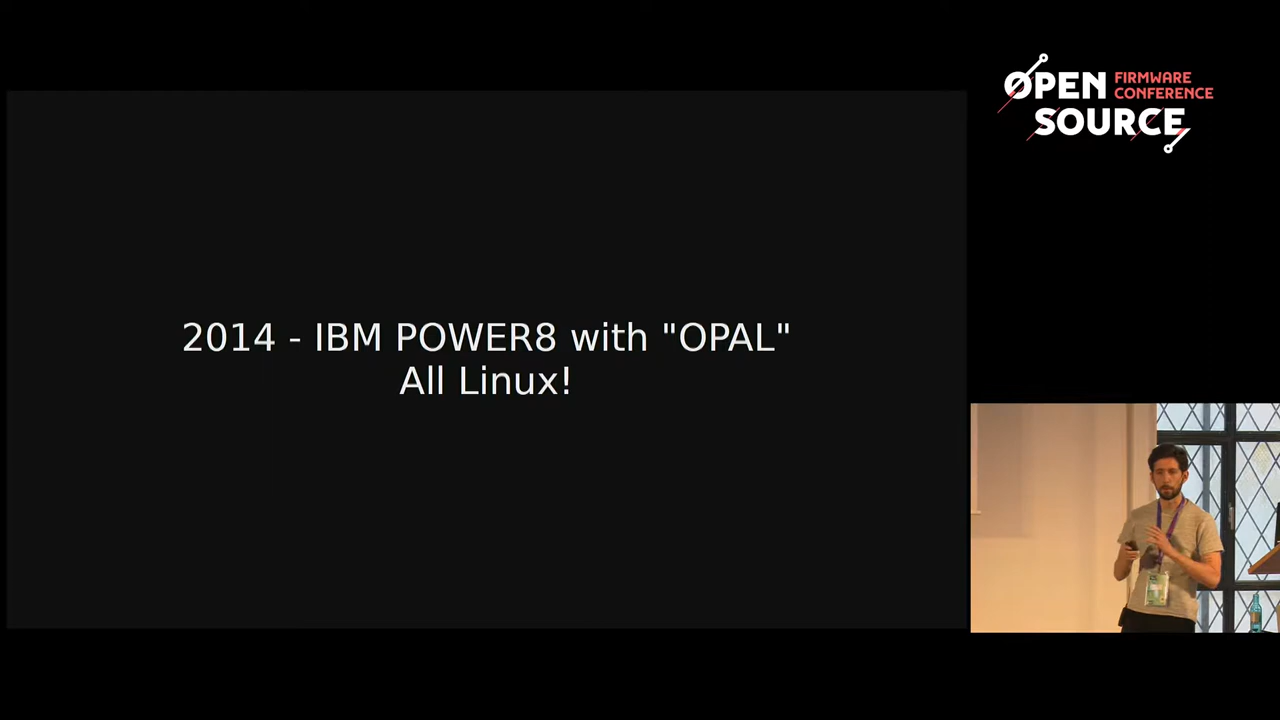 OPEN FIRMWARE
CONFERENCE
SOURCE
2014 - IBM POWER8 with "OPAL"
All Linux!